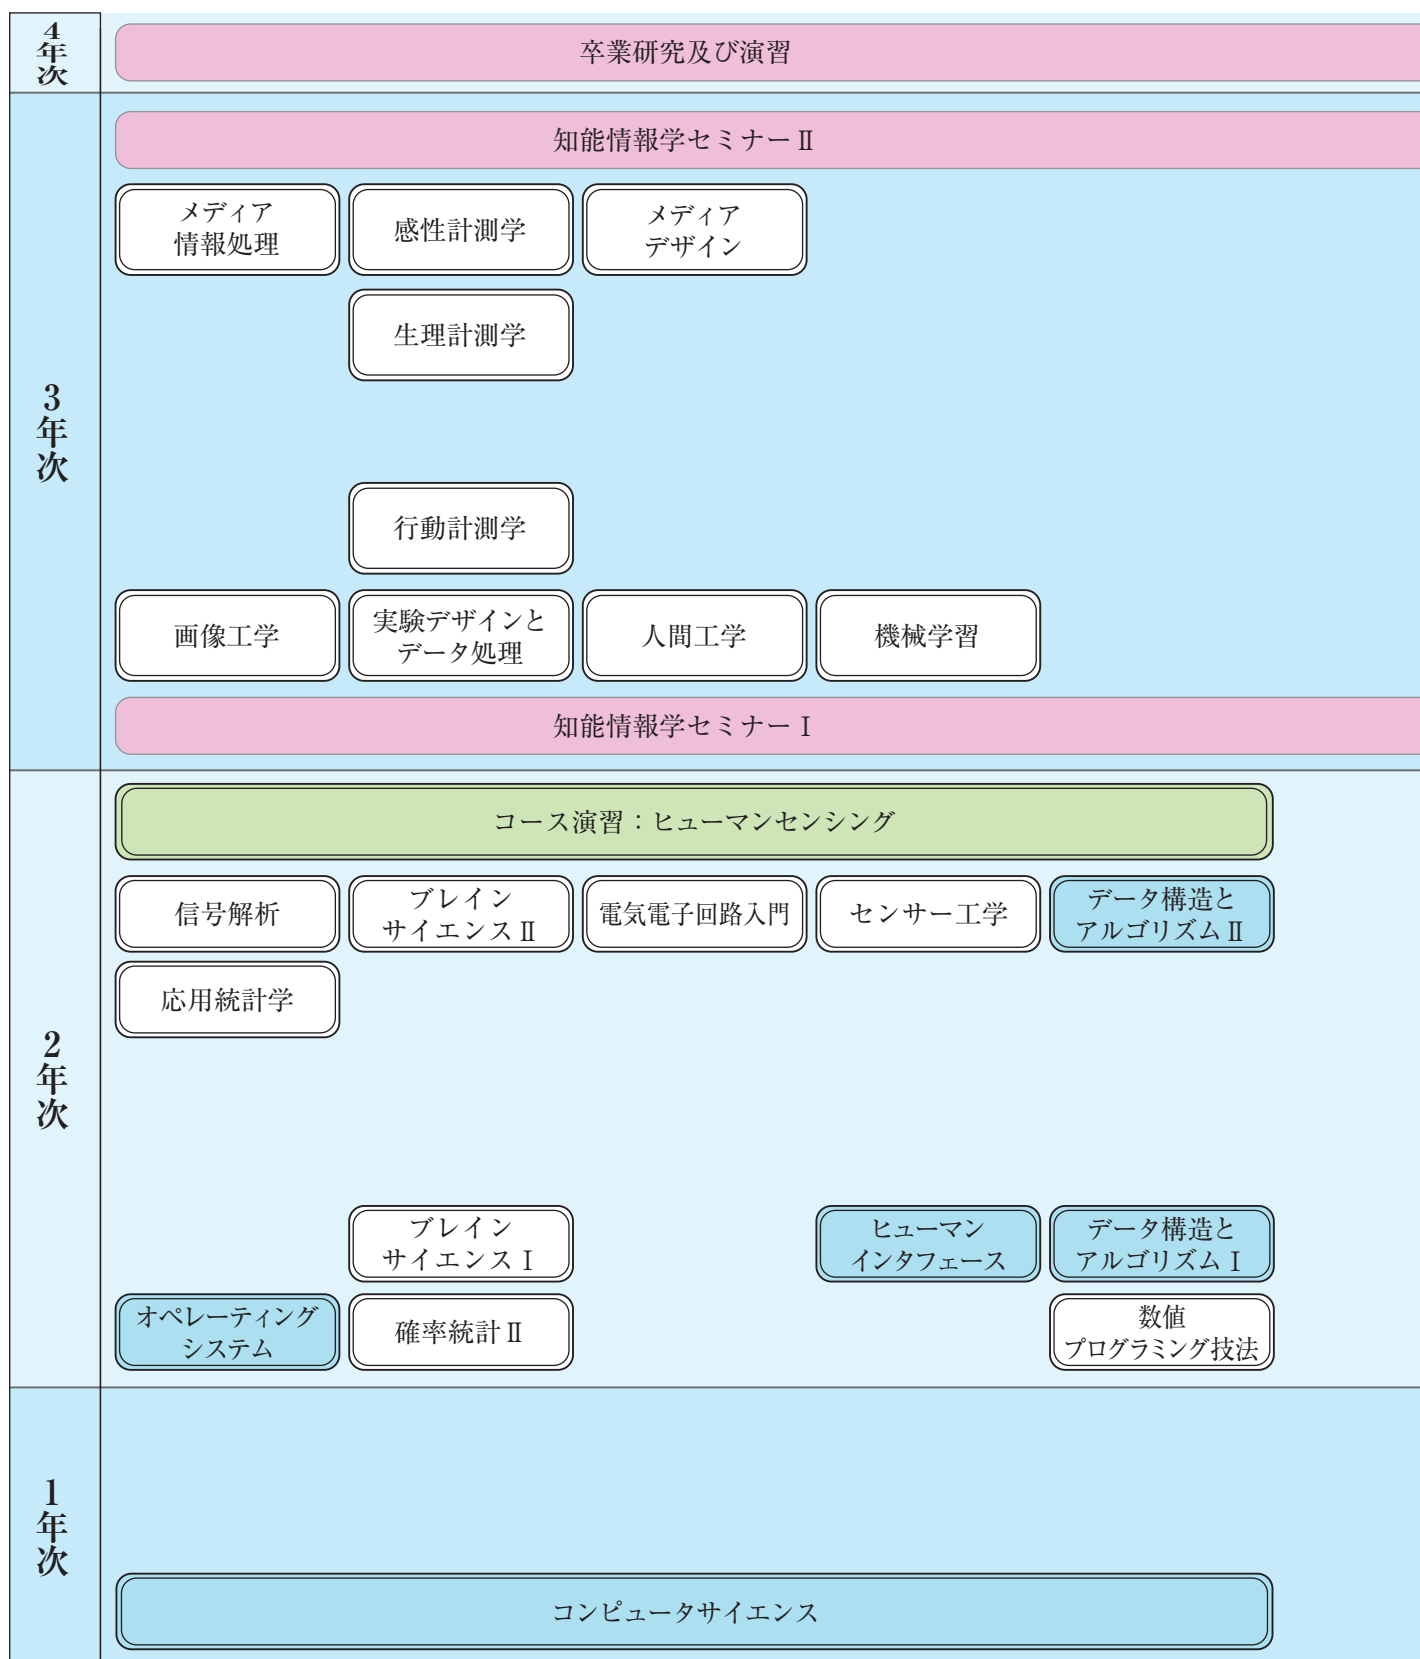 4年次
卒業研究及び演習
3年次
知能情報学セミナーⅡ
メディア
情報処理
感性計測学
メディア
デザイン
生理計測学
行動計測学
画像工学
実験デザインと
データ処理
人間工学
機械学習
知能情報学セミナーⅠ
2年次
コース演習：ヒューマンセンシング
信号解析
ブレイン
サイエンスⅡ
電気電子回路入門
センサー工学
データ構造と
アルゴリズムⅡ
応用統計学
ブレイン
サイエンスⅠ
ヒューマン
インタフェース
データ構造と
アルゴリズムⅠ
オペレーティング
システム
確率統計Ⅱ
数値
プログラミング技法
1年次
コンピュータサイエンス